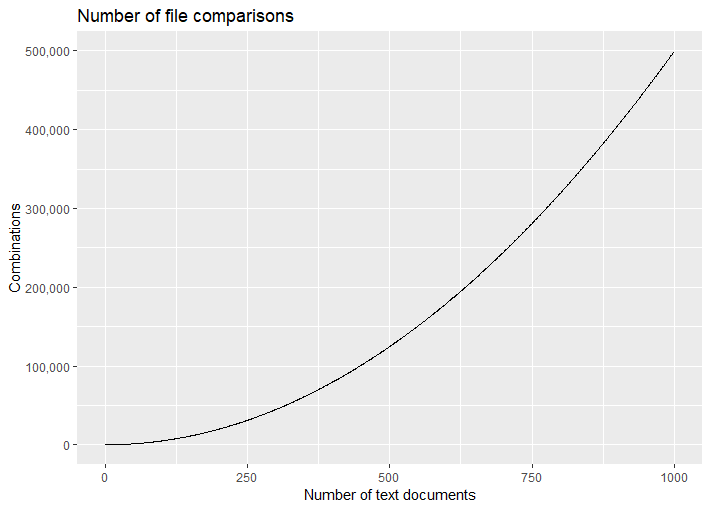 Number of file comparisons
Combinations
500,000
400,000
300,000
200,000
100,000
0
0 250 500 750 1000
Number of text documents